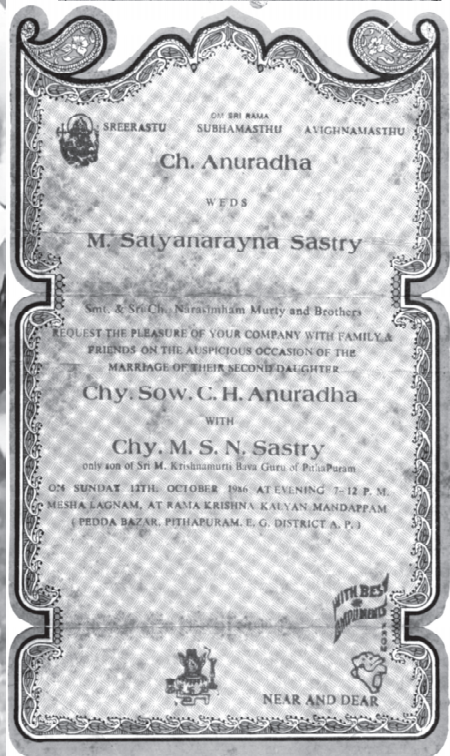 OM SRI RAMA
SREERASTU SUBHAMASTHU AVIGHNAMASTHU
Ch. Anuradha
WEDS
M. Satyanarayna Sastry
Smt. & Sri Ch. Narasimham Murty and Brothers
REQUEST THE PLEASURE OF YOUR COMPANY WITH FAMILY &
FRIENDS ON THE AUSPICIOUS OCCASION OF THE
MARRIAGE OF THEIR SECOND DAUGHTER
Chy. Sow. C. H. Anuradha
WITH
Chy. M. S. N. Sastry
only son of Sri M. Krishnamurti Bava Guru of PithaPuram
ON SUNDAY OCTOBER 1986 AT EVENING 7-12 P. M.
MESHA LAGNAM, AT RAMA KRISHNA KALYAN MANDAPPAM
( PEDDA BAZAR, PITHAPURAM. E. G. DISTRICT A. P. )
WITH BEST
FROM
NEAR AND DEAR